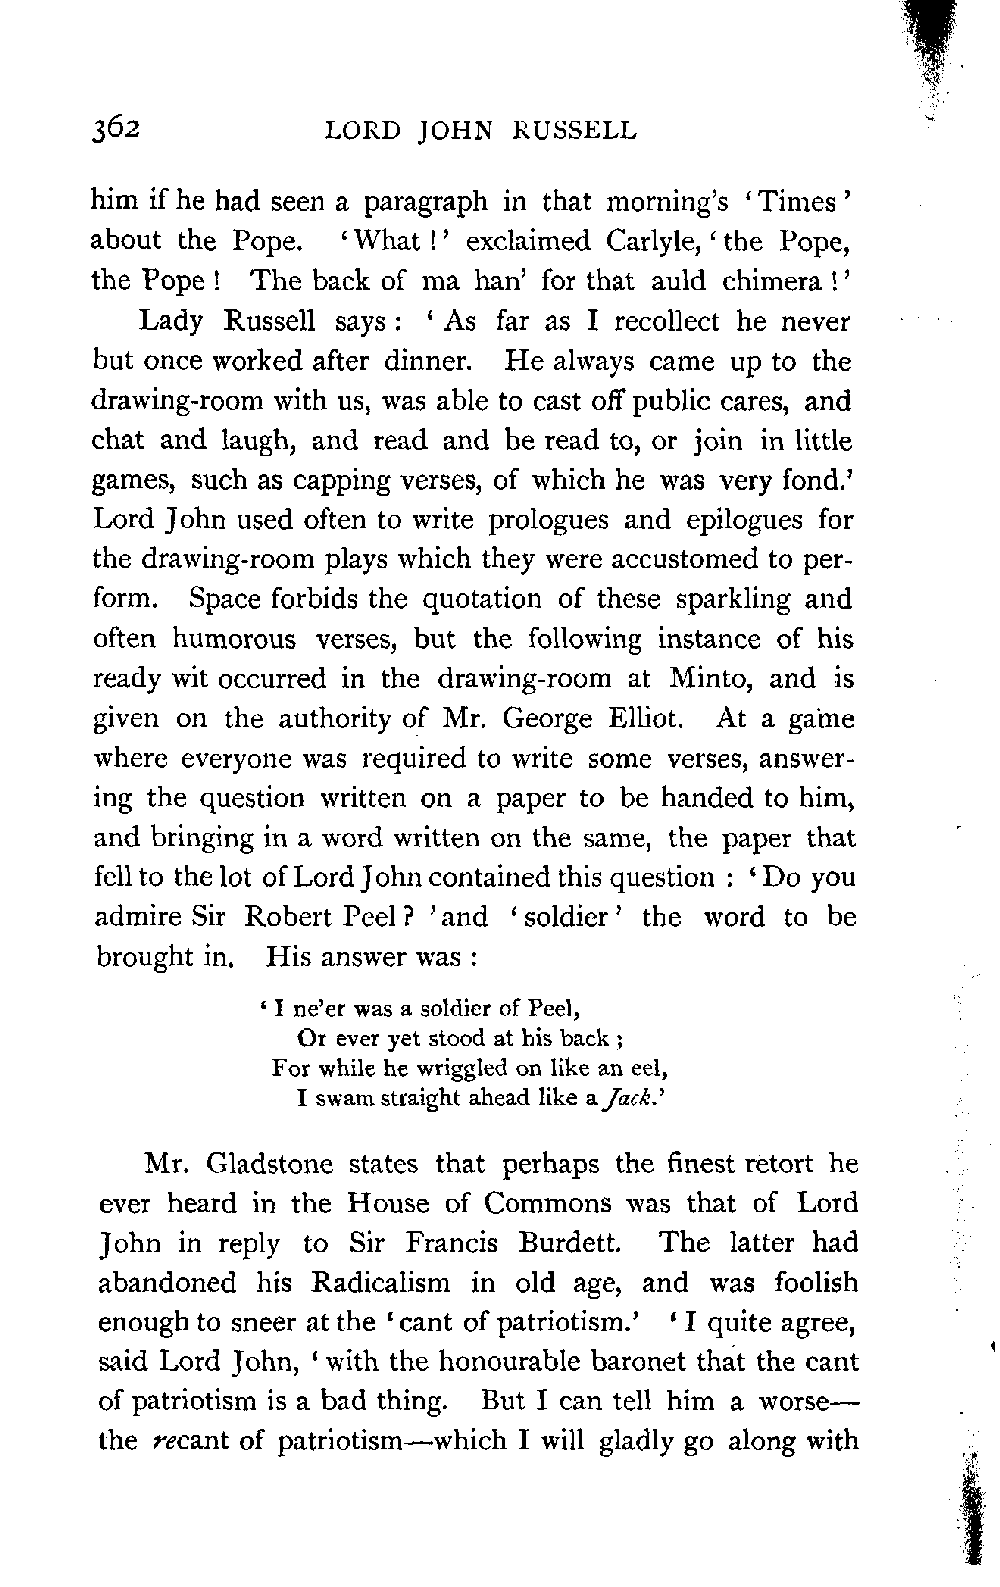 362 LORD JOHN RUSSELL
him if he had seen a paragraph in that morning's ‘Times’
about the Pope. ‘What!’ exclaimed Carlyle, ‘the Pope,
the Pope! The back of ma han’ for that auld chimera!’
Lady Russell says: ‘As far as I recollect he never
but once worked after dinner. He always came up to the
drawing-room with us, was able to cast off public cares, and
chat and laugh, and read and be read to, or join in little
games, such as capping verses, of which he was very fond.’
Lord John used often to write prologues and epilogues for
the drawing-room plays which they were accustomed to per-
form. Space forbids the quotation of these sparkling and
often humorous verses, but the following instance of his
ready wit occurred in the drawing-room at Minto, and is
given on the authority of Mr. George Elliot. At a game
where everyone was required to write some verses, answer-
ing the question written on a paper to be handed to him,
and bringing in a word written on the same, the paper that
fell to the lot of Lord John contained this question: ‘Do you
admire Sir Robert Peel?’ and ‘soldier’ the word to be
brought in. His answer was:
‘I ne’er was a soldier of Peel,
Or ever yet stood at his back;
For while he wriggled on like an eel,
I swam straight ahead like a Jack.’
Mr. Gladstone states that perhaps the finest retort he
ever heard in the House of Commons was that of Lord
John in reply to Sir Francis Burdett. The latter had
abandoned his Radicalism in old age, and was foolish
enough to sneer at the ‘cant of patriotism.’ ‘I quite agree,
said Lord John, ‘with the honourable baronet that the cant
of patriotism is a bad thing. But I can tell him a worse—
the recant of patriotism—which I will gladly go along with